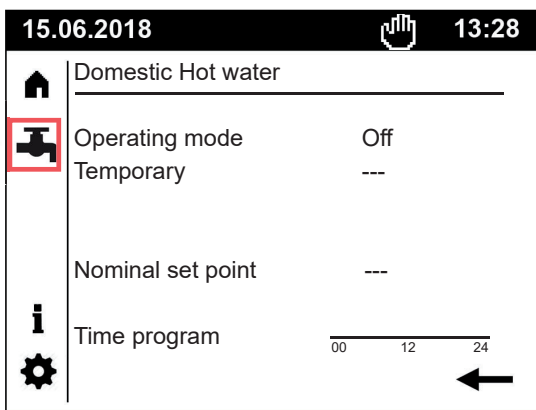 15.06.2018 13:28
Domestic Hot water
Operating mode Off
Temporary ---
Nominal set point ---
i
Time program
00 12 24